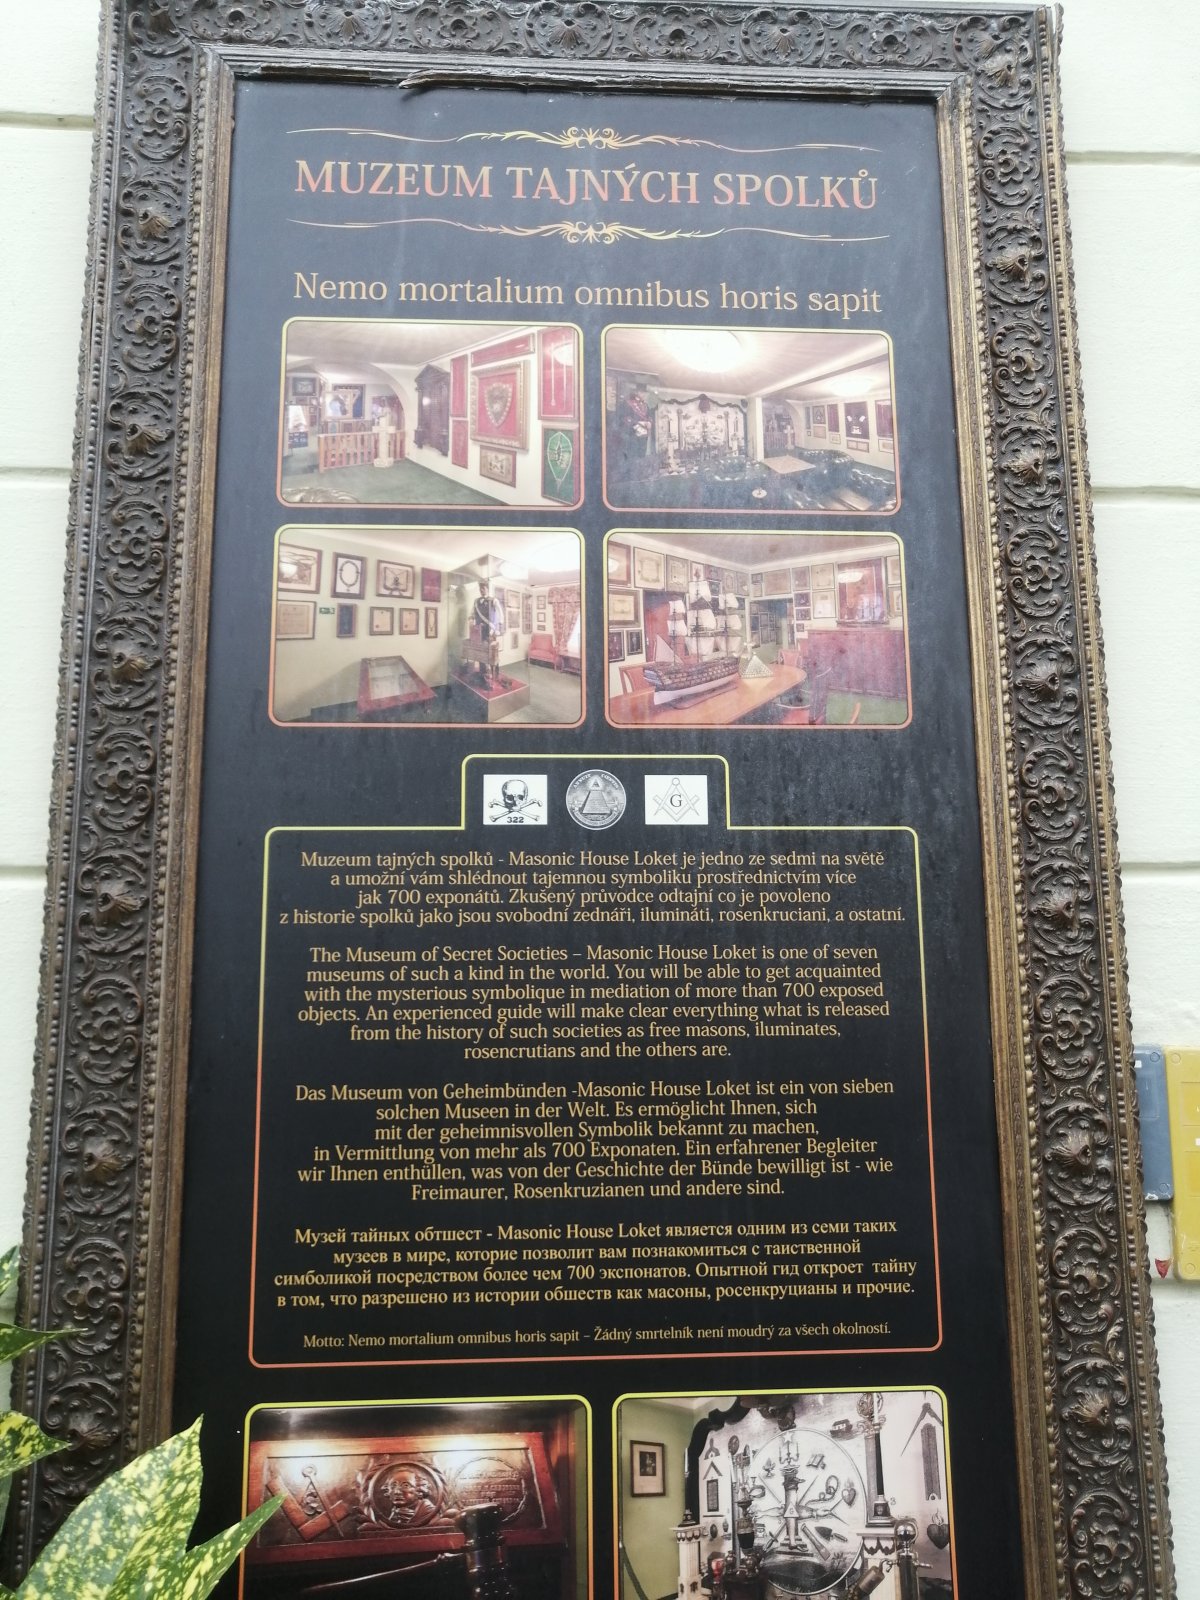 MUZEUM TAJNÝCH SPOLKŮ
Nemo mortalium omnibus horis sapit
322
G
Muzeum tajných spolků - Masonic House Loket je jedno ze sedmi na světě
a umožní vám shlédnout tajemnou symboliku prostřednictvím více
jak 700 exponátů. Zkušený průvodce odtajní co je povoleno
z historie spolků jako jsou svobodní zednáři, ilumináti, rosenkruciani, a ostatní.
The Museum of Secret Societies – Masonic House Loket is one of seven
museums of such a kind in the world. You will be able to get acquainted
with the mysterious symbolique in mediation of more than 700 exposed
objects. An experienced guide will make clear everything what is released
from the history of such societies as free masons, iluminates,
rosencrutians and the others are.
Das Museum von Geheimbünden -Masonic House Loket ist ein von sieben
solchen Museen in der Welt. Es ermöglicht Ihnen, sich
mit der geheimnisvollen Symbolik bekannt zu machen,
in Vermittlung von mehr als 700 Exponaten. Ein erfahrener Begleiter
wir Ihnen enthüllen, was von der Geschichte der Bünde bewilligt ist - wie
Freimaurer, Rosenkruzianen und andere sind.
Музей тайных обтшест - Masonic House Loket является одним из семи таких
музеев в мире, которие позволит вам познакомиться с таиственной
символикой посредством более чем 700 экспонатов. Опытной гид откроет тайну
в том, что разрешено из истории обшеств как масоны, росенкруцианы и прочие.
Motto: Nemo mortalium omnibus horis sapit – Žádný smrtelník není moudrý za všech okolností.